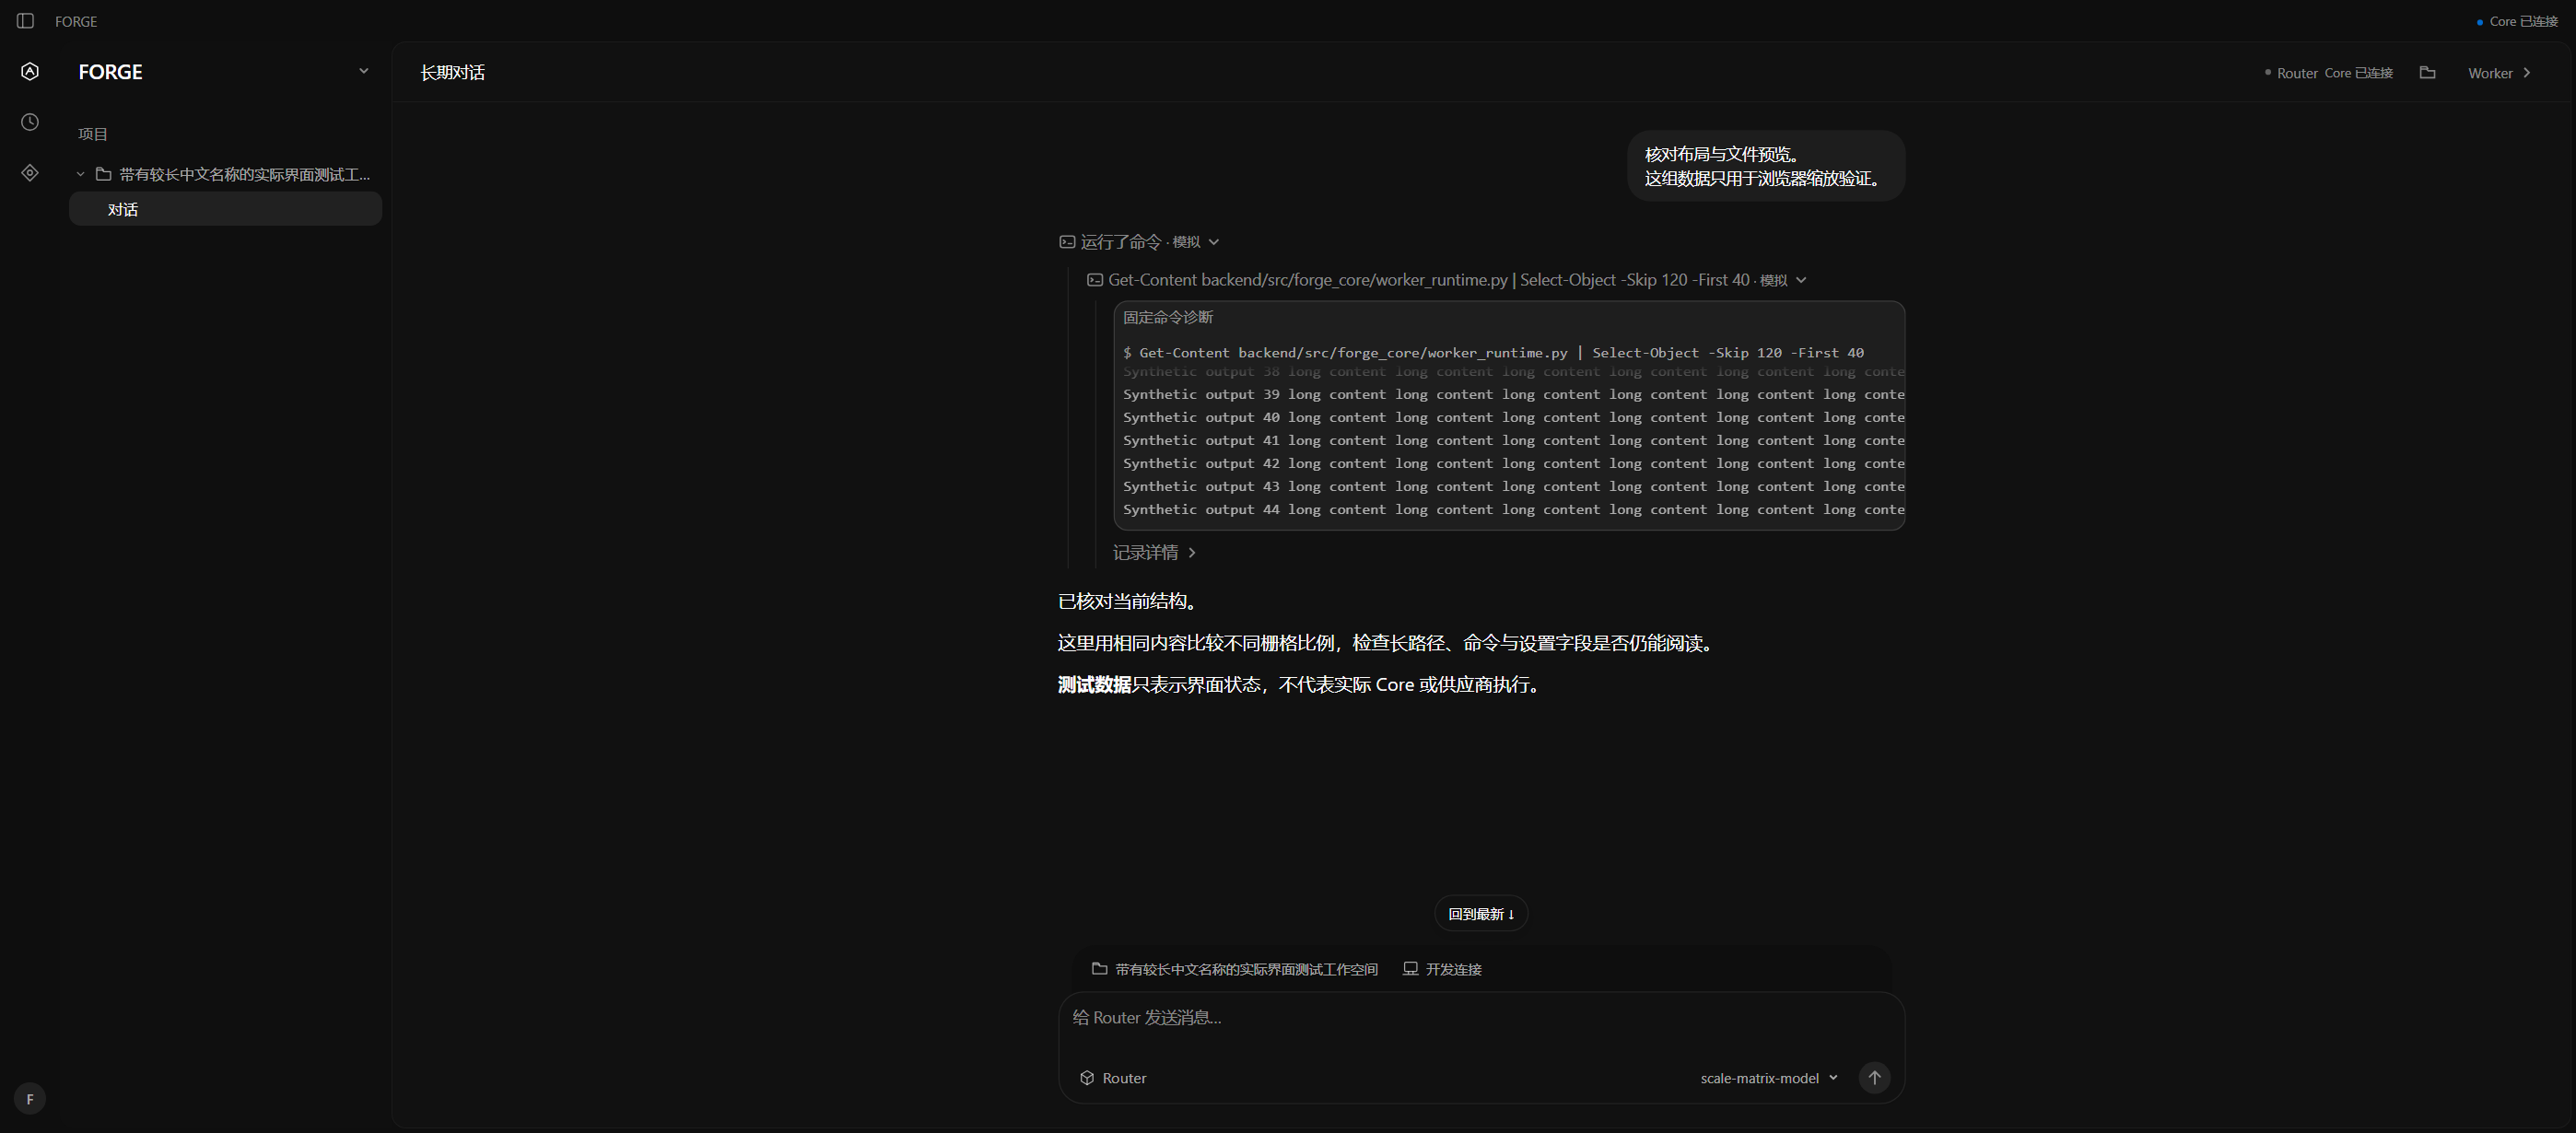 FORGE
Core 已连接
FORGE
项目
带有较长中文名称的实际界面测试工...
对话
F
长期对话
Router Core 已连接
Worker
核对布局与文件预览。
这组数据只用于浏览器缩放验证。
运行了命令 · 模拟
Get-Content backend/src/forge_core/worker_runtime.py | Select-Object -Skip 120 -First 40 · 模拟
固定命令诊断
$ Get-Content backend/src/forge_core/worker_runtime.py | Select-Object -Skip 120 -First 40
Synthetic output 38 long content long content long content long content long content long conte
Synthetic output 39 long content long content long content long content long content long conte
Synthetic output 40 long content long content long content long content long content long conte
Synthetic output 41 long content long content long content long content long content long conte
Synthetic output 42 long content long content long content long content long content long conte
Synthetic output 43 long content long content long content long content long content long conte
Synthetic output 44 long content long content long content long content long content long conte
记录详情
已核对当前结构。
这里用相同内容比较不同栅格比例，检查长路径、命令与设置字段是否仍能阅读。
测试数据只表示界面状态，不代表实际 Core 或供应商执行。
回到最新 ↓
带有较长中文名称的实际界面测试工作空间
开发连接
给 Router 发送消息...
Router
scale-matrix-model